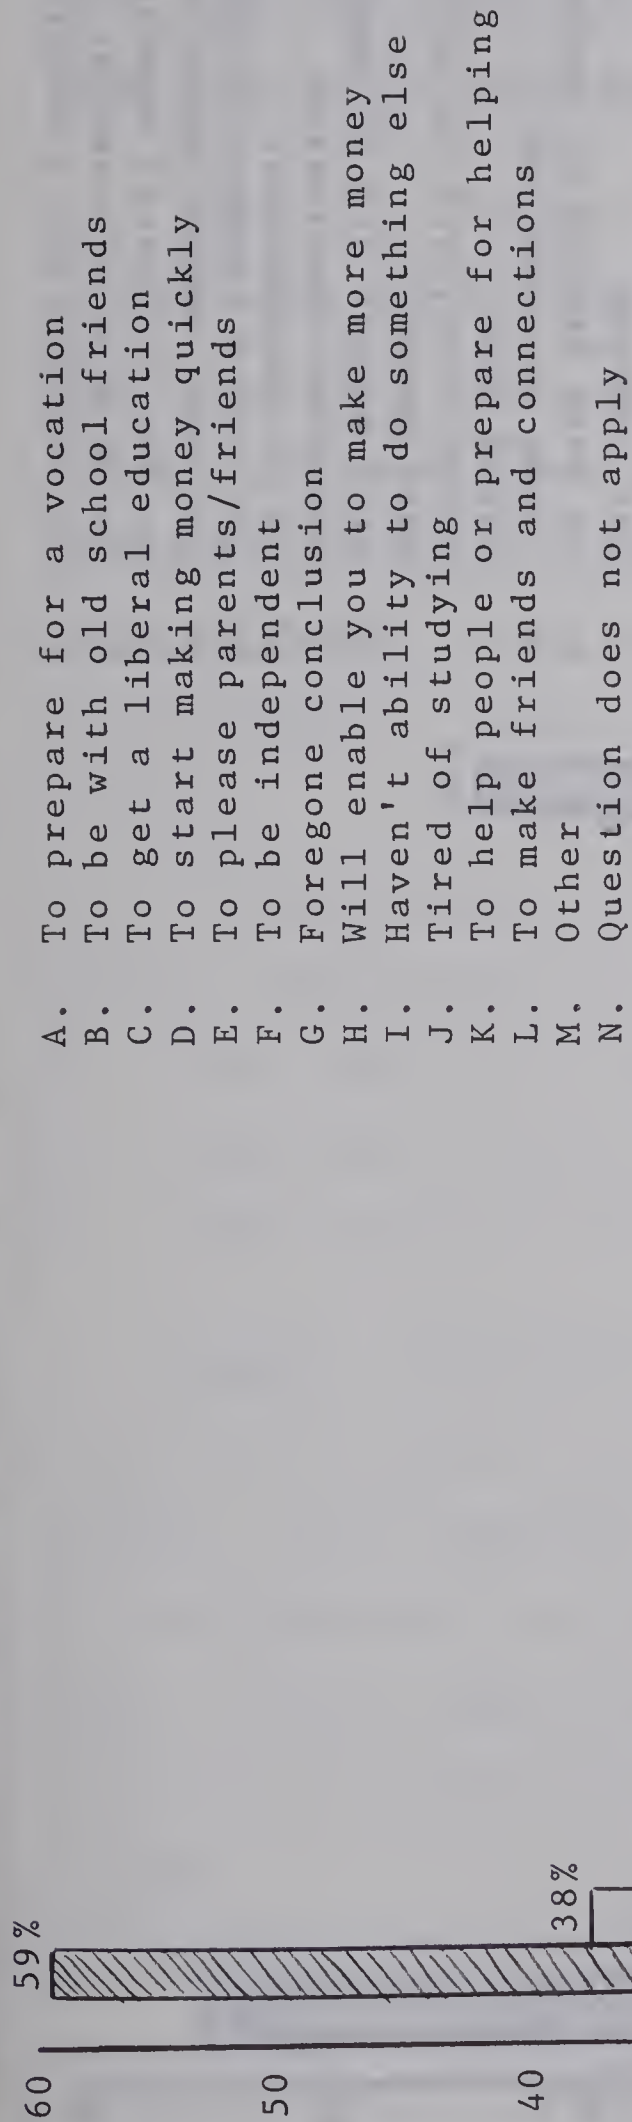 A. To prepare for a vocation
B. To be with old school friends
C. To get a liberal education
D. To start making money quickly
E. To please parents/friends
F. To be independent
G. Foregone conclusion
H. Will enable you to make more money
I. Haven't ability to do something else
J. Tired of studying
K. To help people or prepare for helping
L. To make friends and connections
M. Other
N. Question does not apply
60
59%
50
40
38%